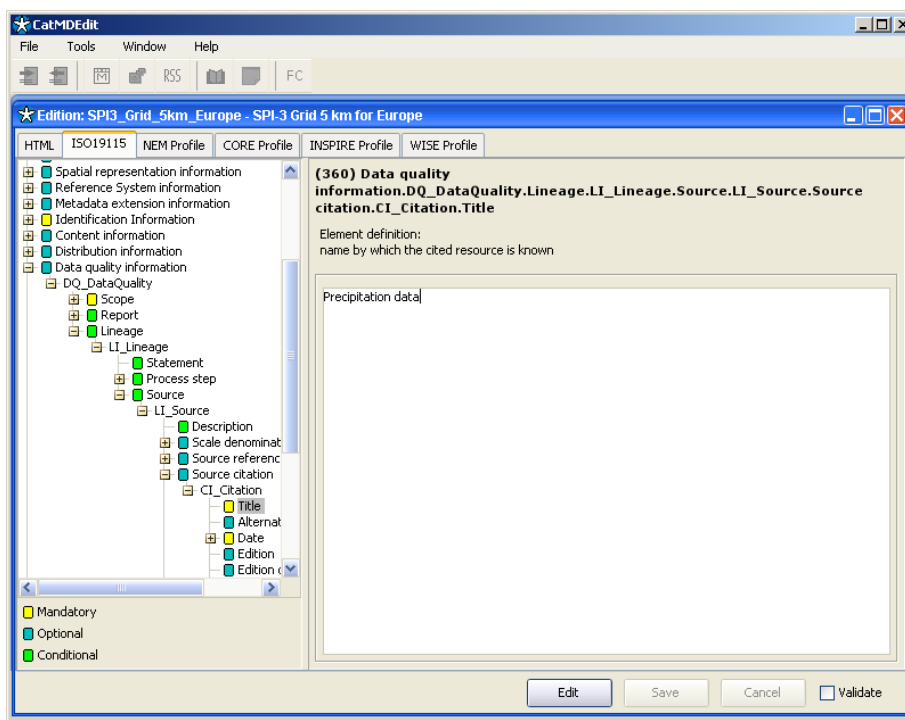 CatMDEdit
File Tools Window Help
RSS FC
Edition: SPI3_Grid_5km_Europe - SPI-3 Grid 5 km for Europe
HTML ISO19115 NEM Profile CORE Profile INSPIRE Profile WISE Profile
Spatial representation information
Reference System information
Metadata extension information
Identification Information
Content information
Distribution information
Data quality information
DQ_DataQuality
Scope
Report
Lineage
LI_Lineage
Statement
Process step
Source
LI_Source
Description
Scale denominat
Source referenc
Source citation
CI_Citation
Title
Alternat
Date
Edition
Edition
Mandatory
Optional
Conditional
(360) Data quality
information.DQ_DataQuality.Lineage.LI_Lineage.Source.LI_Source.Source
citation.CI_Citation.Title
Element definition:
name by which the cited resource is known
Precipitation data
Edit Save Cancel Validate